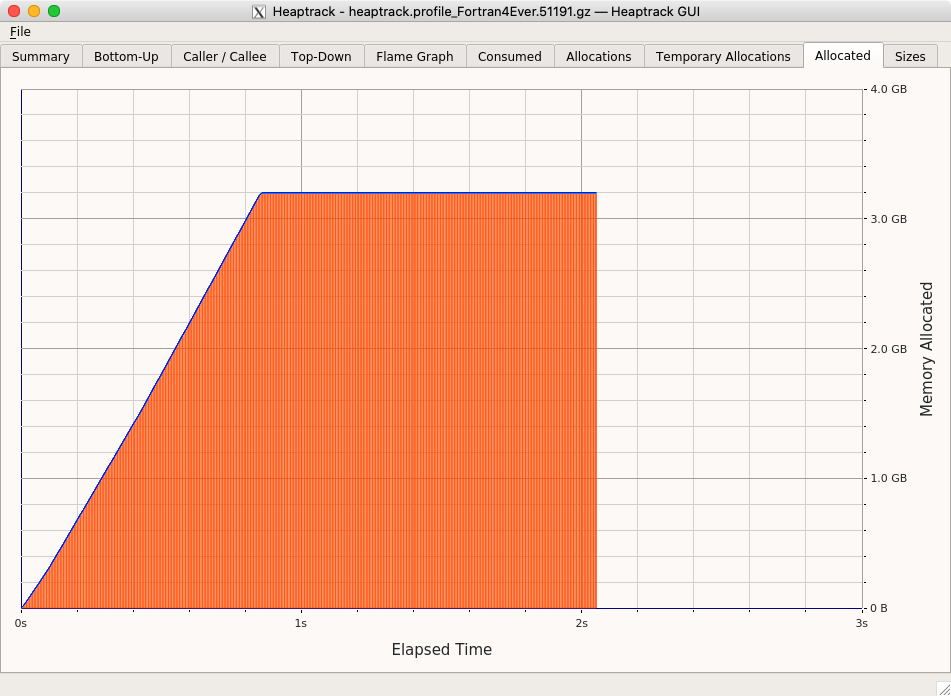 Heaptrack - heaptrack.profile_Fortran4Ever.51191.gz — Heaptrack GUI
File
Summary Bottom-Up Caller / Callee Top-Down Flame Graph Consumed Allocations Temporary Allocations Allocated Sizes
4.0 GB
3.0 GB
2.0 GB
1.0 GB
0 B
Memory Allocated
0s 1s 2s 3s
Elapsed Time